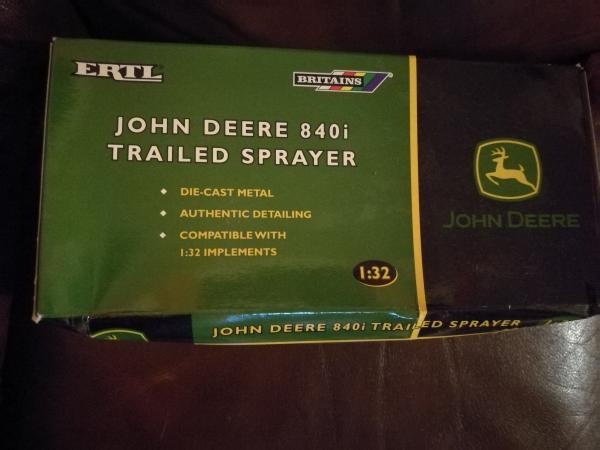 ERTL
BRITAINS
JOHN DEERE 840i
TRAILED SPRAYER
DIE-CAST METAL
AUTHENTIC DETAILING
COMPATIBLE WITH
1:32 IMPLEMENTS
1:32
JOHN DEERE
JOHN DEERE 840i TRAILED SPRAYER